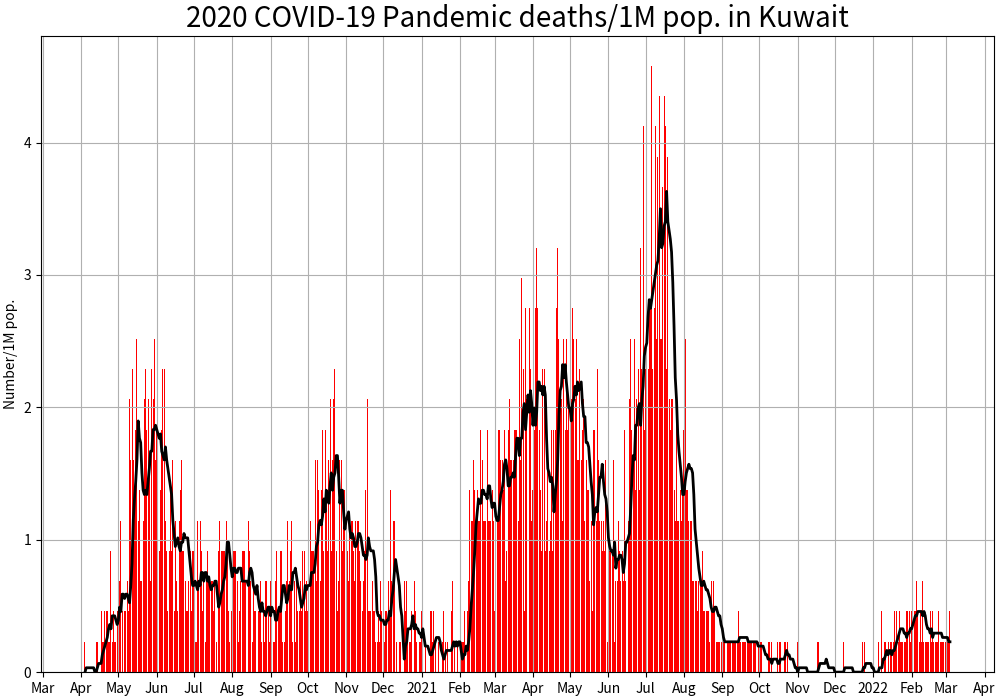 2020 COVID-19 Pandemic deaths/1M pop. in Kuwait
Number/1M pop.
4
3
2
1
0
Mar Apr May Jun Jul Aug Sep Oct Nov Dec 2021 Feb Mar Apr May Jun Jul Aug Sep Oct Nov Dec 2022 Feb Mar Apr